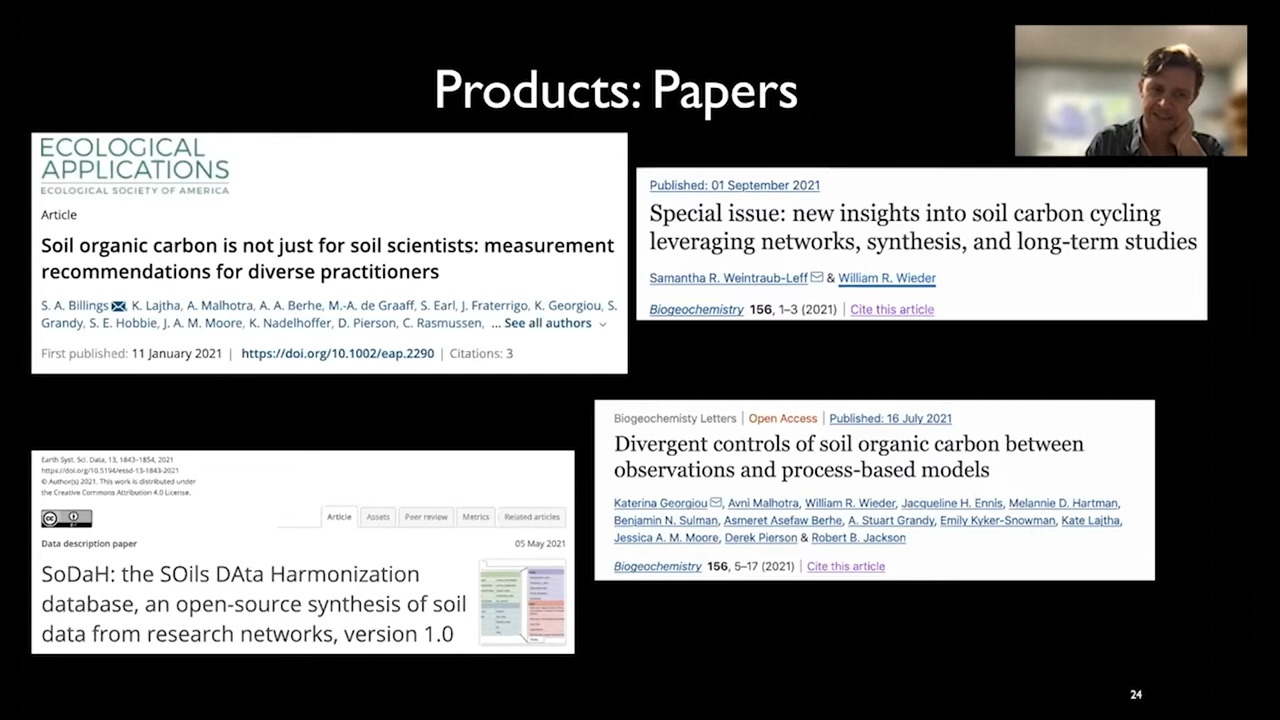 Products: Papers
ECOLOGICAL
APPLICATIONS
ECOLOGICAL SOCIETY OF AMERICA
Article
Soil organic carbon is not just for soil scientists: measurement
recommendations for diverse practitioners
S. A. Billings, K. Lajtha, A. Malhotra, A. A. Berhe, M.-A. de Graaff, S. Earl, J. Fraterrigo, K. Georgiou, S.
Grandy, S. E. Hobbie, J. A. M. Moore, K. Nadelhoffer, D. Pierson, C. Rasmussen, ... See all authors
First published: 11 January 2021 | https://doi.org/10.1002/eap.2290 | Citations: 3
Published: 01 September 2021
Special issue: new insights into soil carbon cycling
leveraging networks, synthesis, and long-term studies
Samantha R. Weintraub-Leff & William R. Wieder
Biogeochemistry 156, 1–3 (2021) | Cite this article
Earth Syst. Sci. Data, 13, 1843–1854, 2021
https://doi.org/10.5194/essd-13-1843-2021
© Author(s) 2021. This work is distributed under
the Creative Commons Attribution 4.0 License.
cc BY
Article Assets Peer review Metrics Related articles
Data description paper 05 May 2021
SoDaH: the SOils DAta Harmonization
database, an open-source synthesis of soil
data from research networks, version 1.0
Biogeochemisty Letters | Open Access | Published: 16 July 2021
Divergent controls of soil organic carbon between
observations and process-based models
Katerina Georgiou, Avni Malhotra, William R. Wieder, Jacqueline H. Ennis, Melannie D. Hartman,
Benjamin N. Sulman, Asmeret Asefaw Berhe, A. Stuart Grandy, Emily Kyker-Snowman, Kate Lajtha,
Jessica A. M. Moore, Derek Pierson & Robert B. Jackson
Biogeochemistry 156, 5–17 (2021) | Cite this article
24